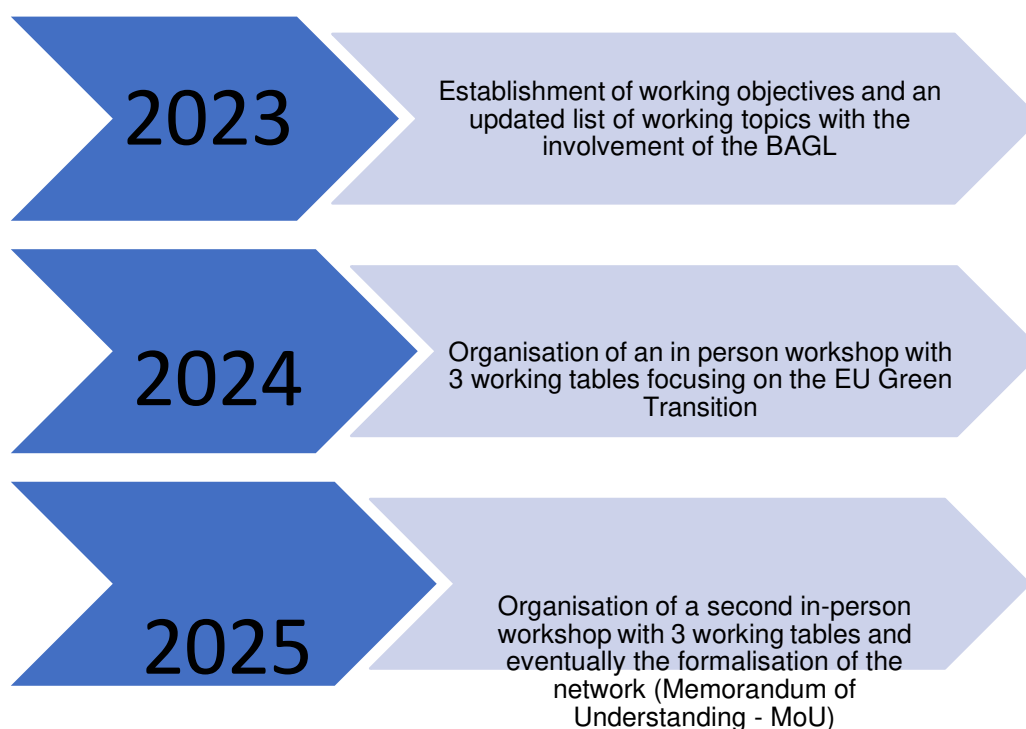 2023
Establishment of working objectives and an
updated list of working topics with the
involvement of the BAGL
2024
Organisation of an in person workshop with
3 working tables focusing on the EU Green
Transition
2025
Organisation of a second in-person
workshop with 3 working tables and
eventually the formalisation of the
network (Memorandum of
Understanding - MoU)